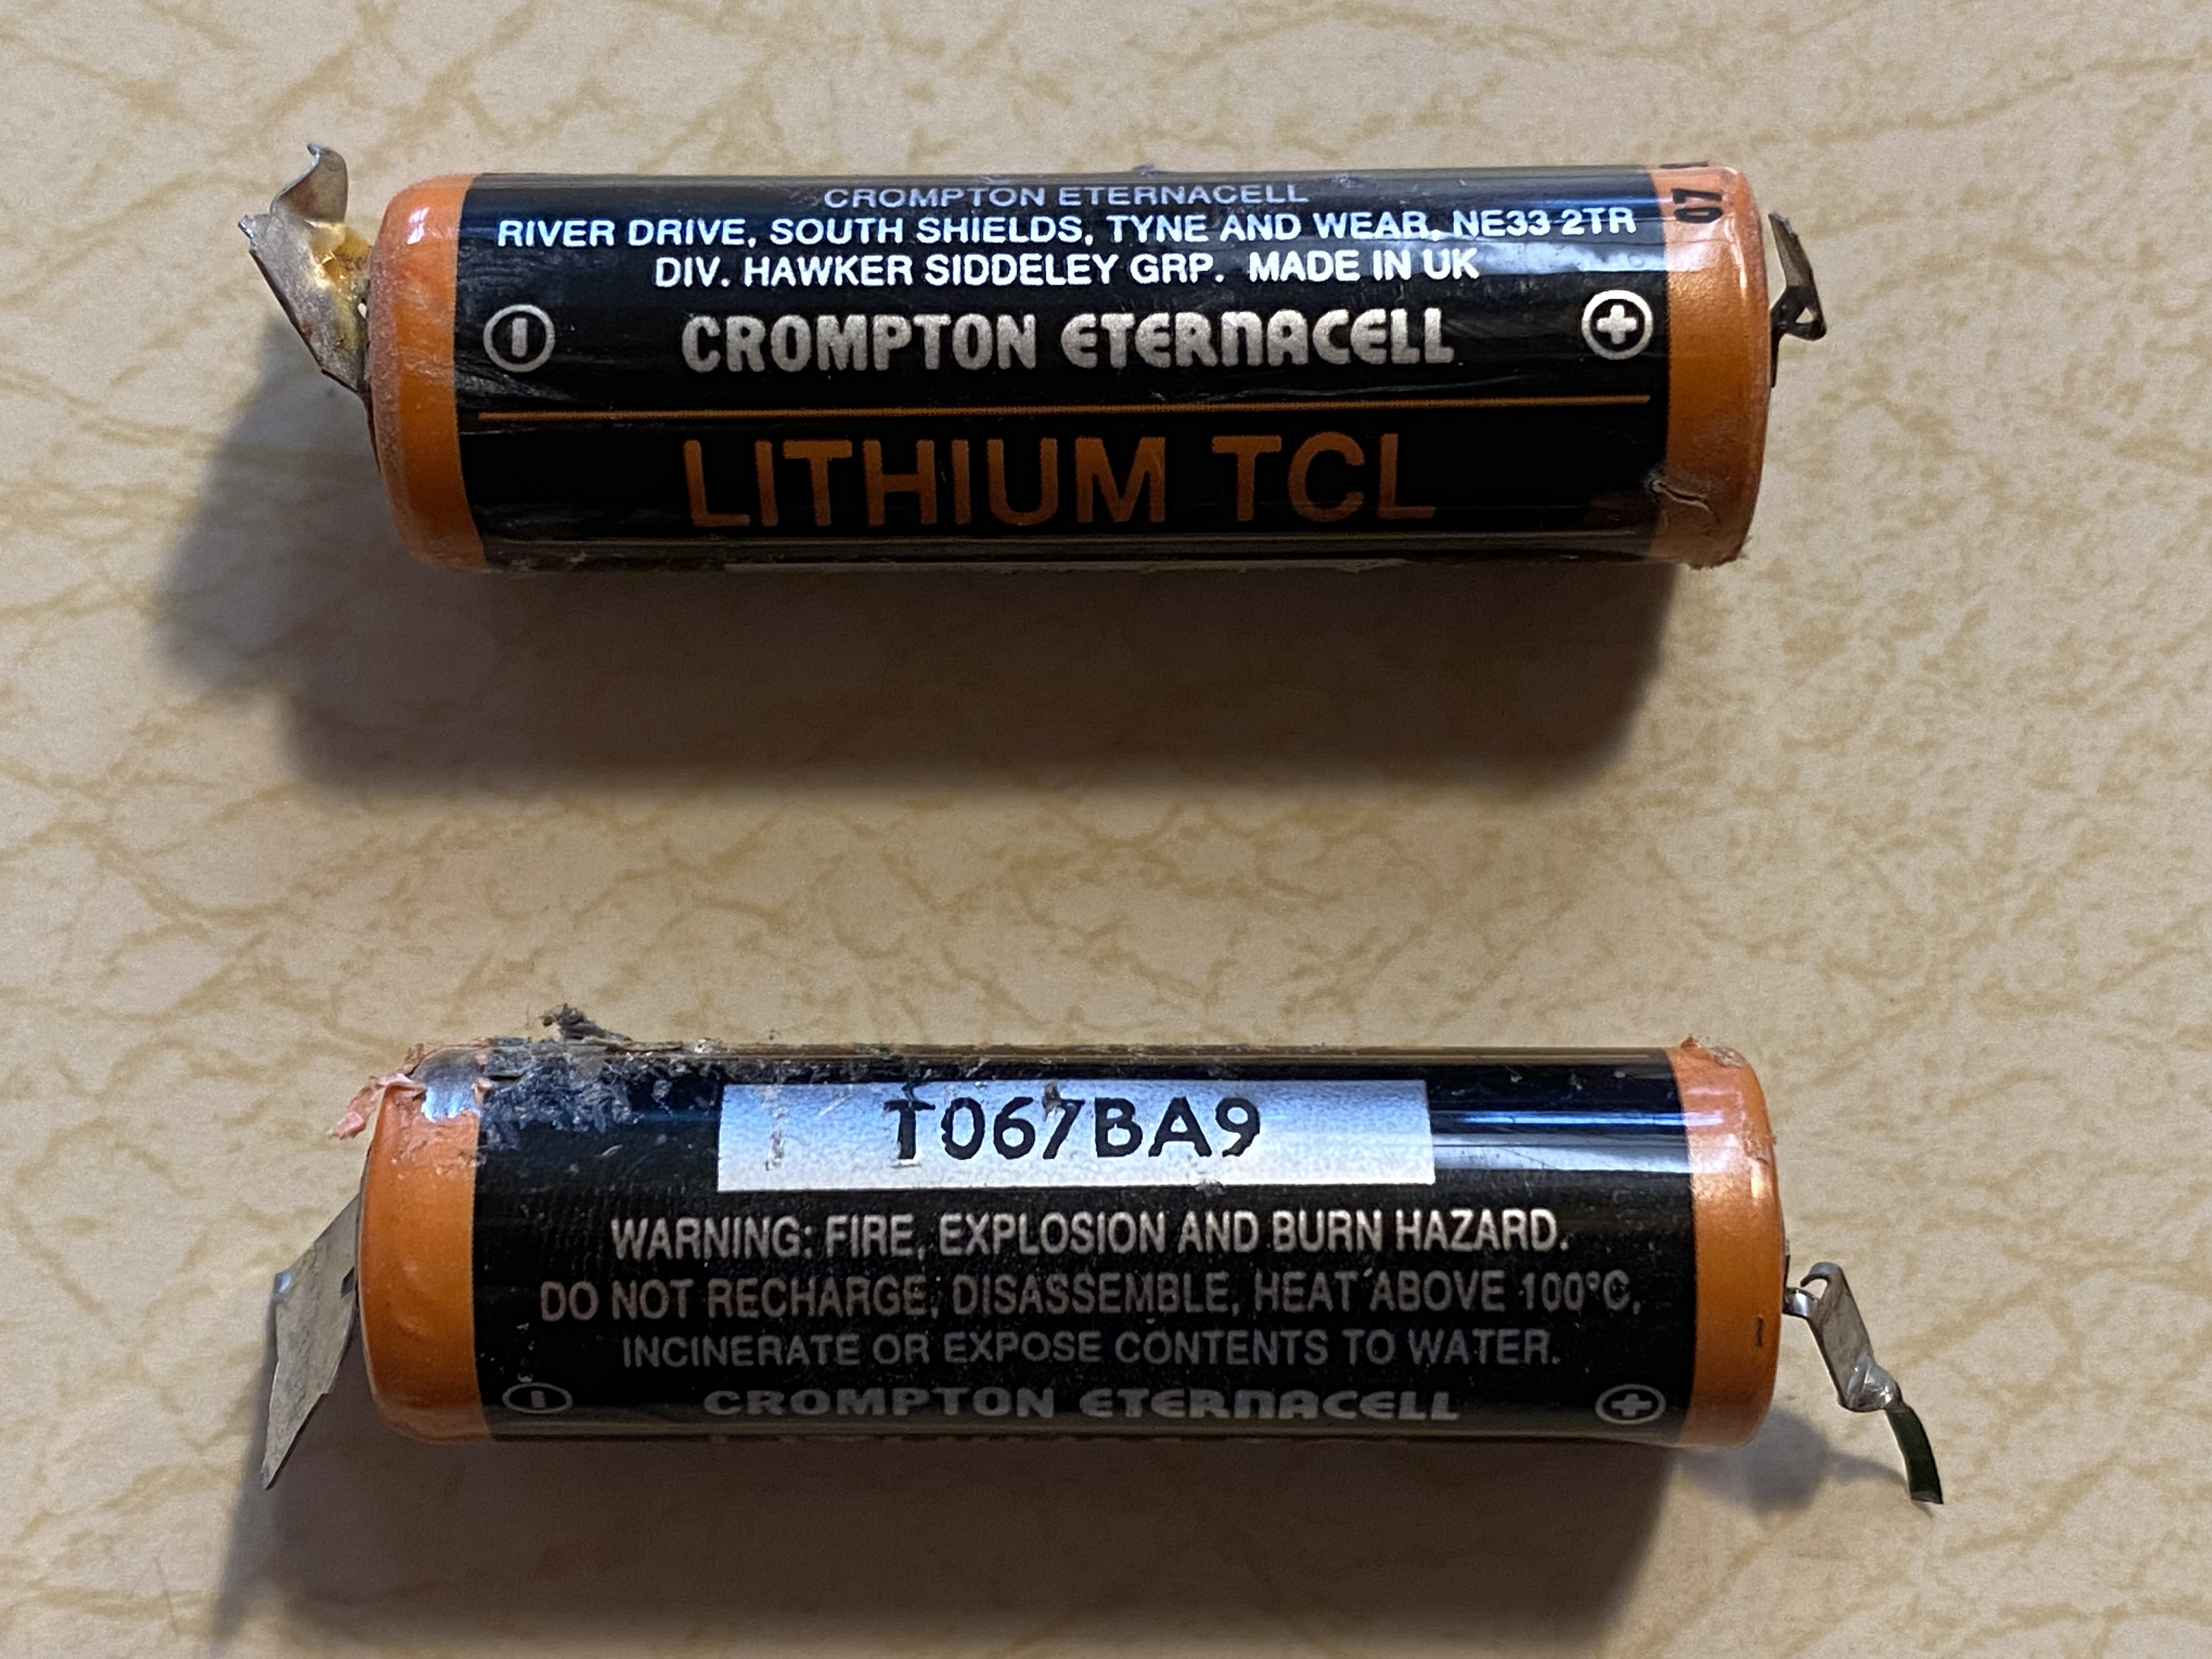 CROMPTON ETERNACELL
RIVER DRIVE, SOUTH SHIELDS, TYNE AND WEAR, NE33 2TR
DIV. HAWKER SIDDELEY GRP. MADE IN UK
CROMPTON ETERNACELL
LITHIUM TCL
07
T067BA9
WARNING: FIRE, EXPLOSION AND BURN HAZARD.
DO NOT RECHARGE, DISASSEMBLE, HEAT ABOVE 100°C,
INCINERATE OR EXPOSE CONTENTS TO WATER.
CROMPTON ETERNACELL